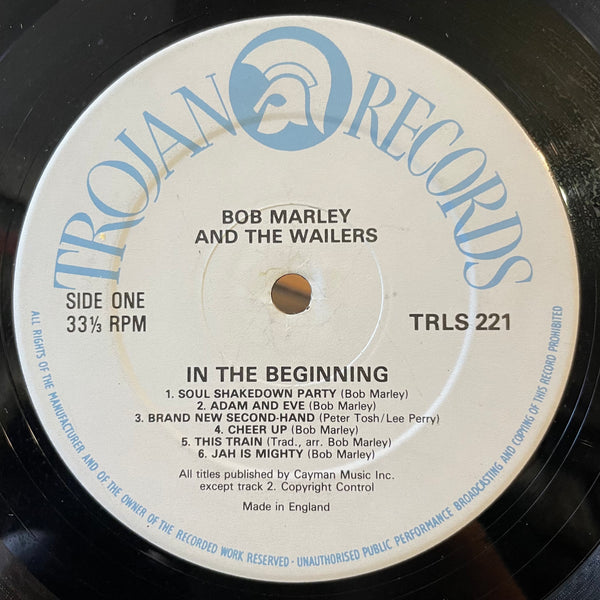 TROJAN RECORDS
BOB MARLEY
AND THE WAILERS
SIDE ONE
33⅓ RPM
TRLS 221
IN THE BEGINNING
1. SOUL SHAKEDOWN PARTY (Bob Marley)
2. ADAM AND EVE (Bob Marley)
3. BRAND NEW SECOND-HAND (Peter Tosh/Lee Perry)
4. CHEER UP (Bob Marley)
5. THIS TRAIN (Trad., arr. Bob Marley)
6. JAH IS MIGHTY (Bob Marley)
All titles published by Cayman Music Inc.
except track 2. Copyright Control
Made in England
ALL RIGHTS OF THE MANUFACTURER AND OF THE OWNER OF THE RECORDED WORK RESERVED · UNAUTHORISED PUBLIC PERFORMANCE BROADCASTING AND COPYING OF THIS RECORD PROHIBITED